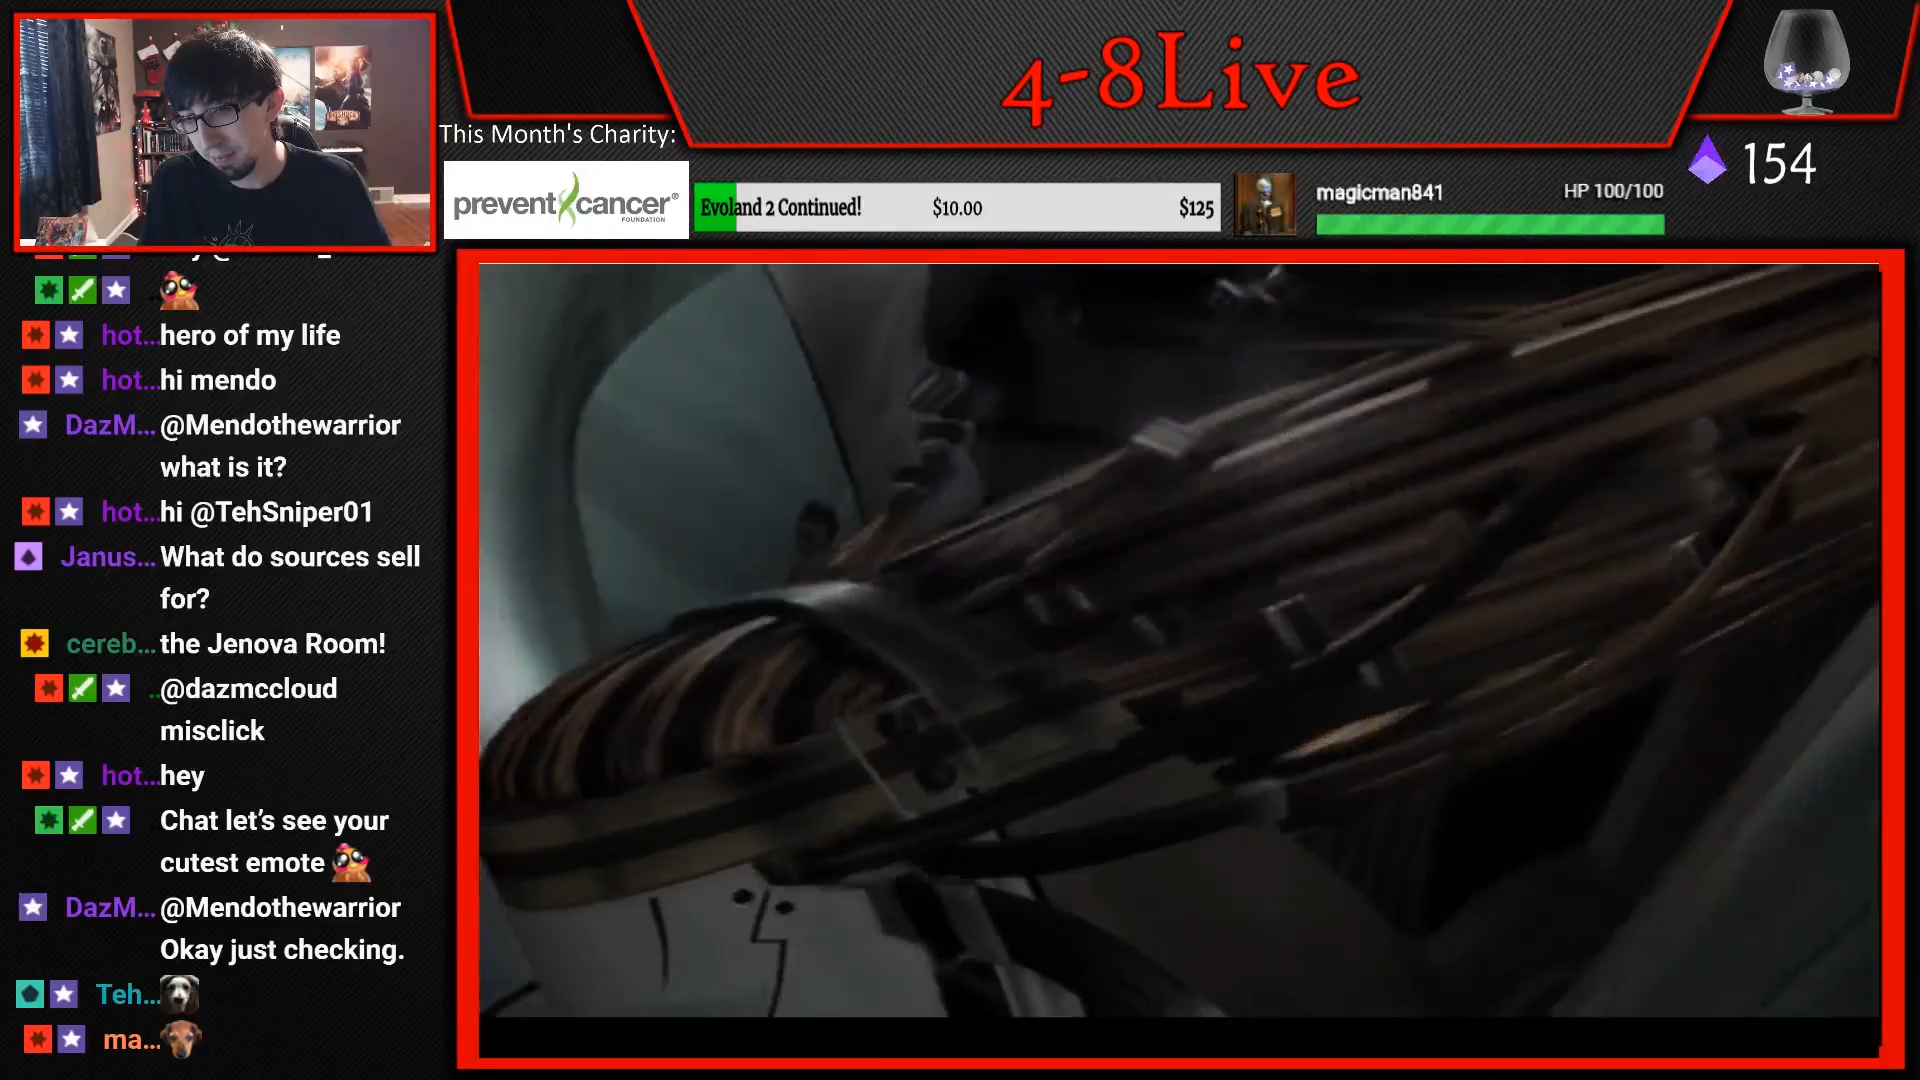 4-8Live
This Month's Charity:
prevent cancer®
FOUNDATION
Evoland 2 Continued! $10.00 $125
magicman841 HP 100/100
154
hot... hero of my life
hot... hi mendo
DazM... @Mendothewarrior
what is it?
hot... hi @TehSniper01
Janus... What do sources sell
for?
cereb... the Jenova Room!
.. @dazmccloud
misclick
hot... hey
Chat let's see your
cutest emote
DazM... @Mendothewarrior
Okay just checking.
Teh...
ma...